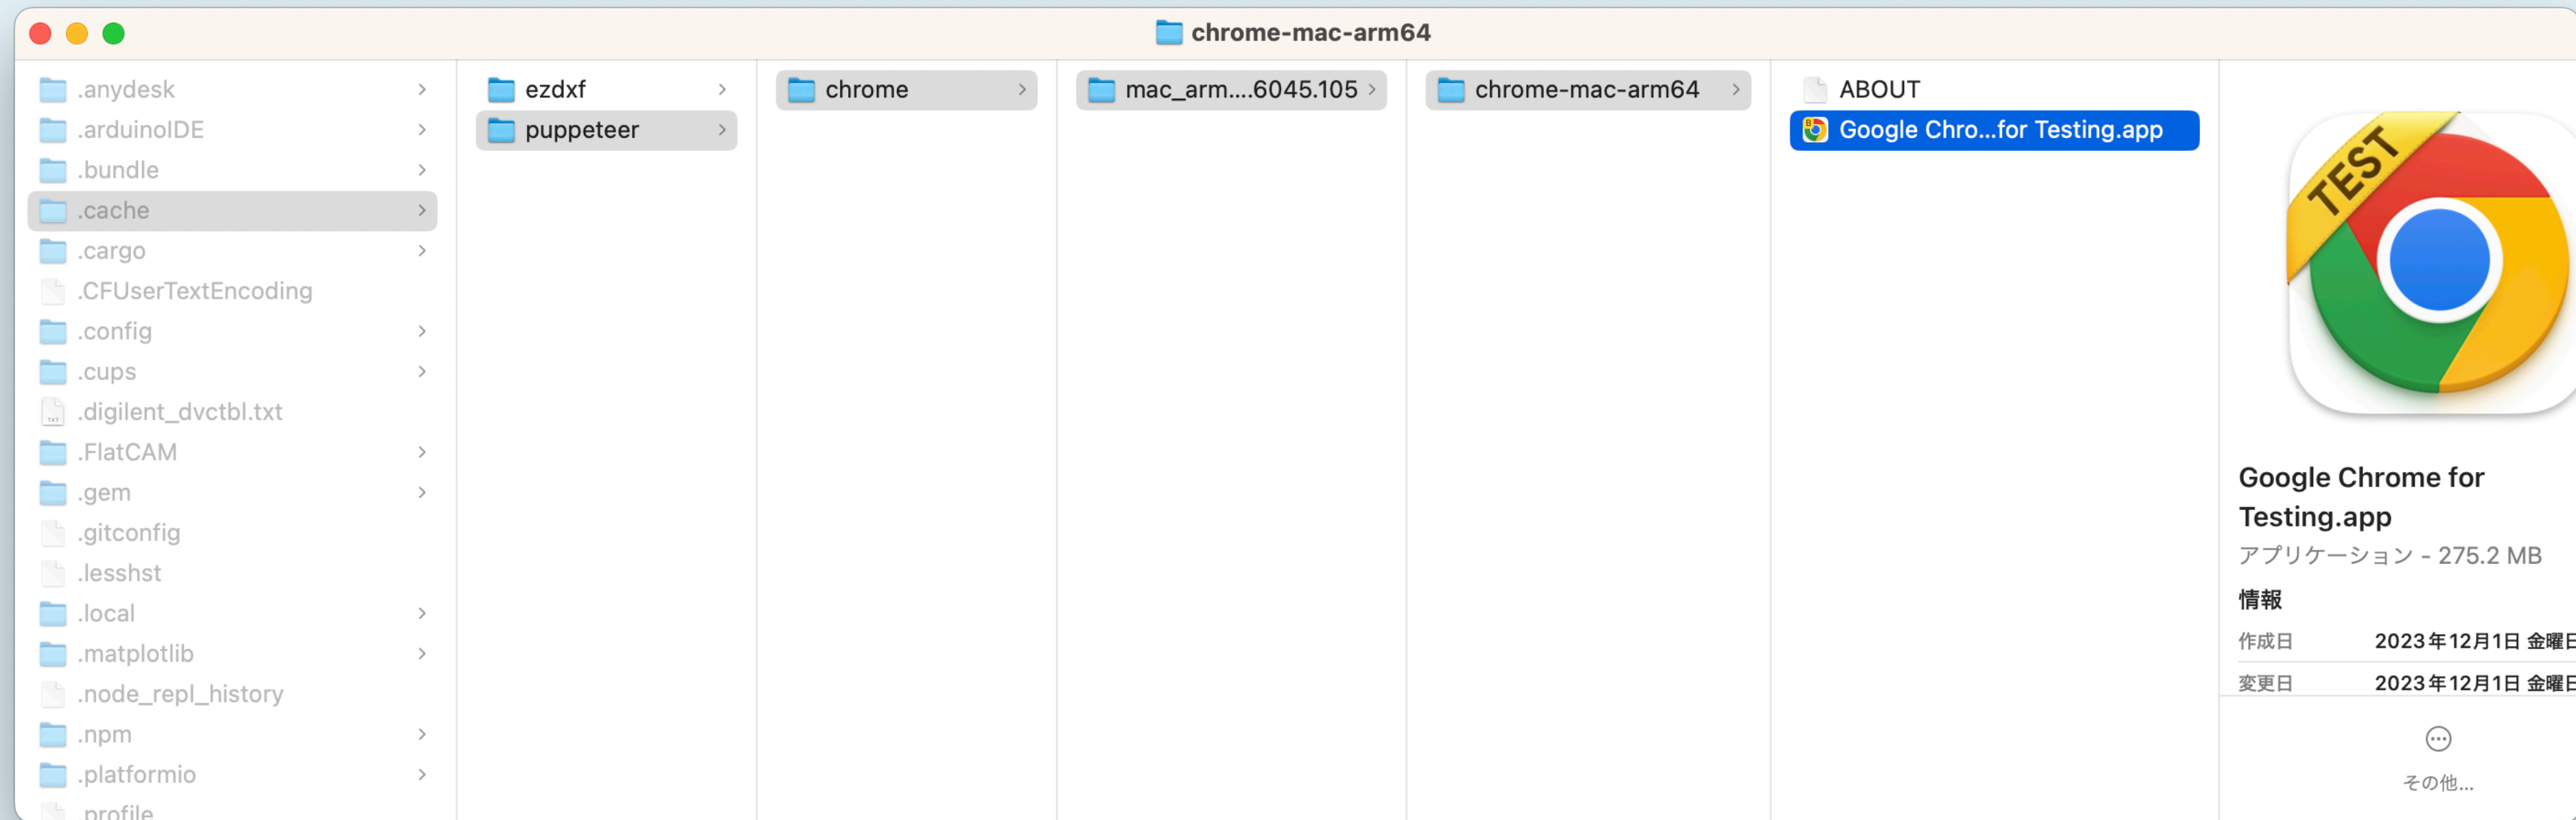 chrome-mac-arm64
.anydesk
.arduinoIDE
.bundle
.cache
.cargo
.CFUserTextEncoding
.config
.cups
.digilent_dvctbl.txt
.FlatCAM
.gem
.gitconfig
.lesshst
.local
.matplotlib
.node_repl_history
.npm
.platformio
.profile
ezdxf
puppeteer
chrome
mac_arm....6045.105
chrome-mac-arm64
ABOUT
Google Chro...for Testing.app
TEST
Google Chrome for
Testing.app
アプリケーション - 275.2 MB
情報
作成日 2023年12月1日 金曜日
変更日 2023年12月1日 金曜日
その他...